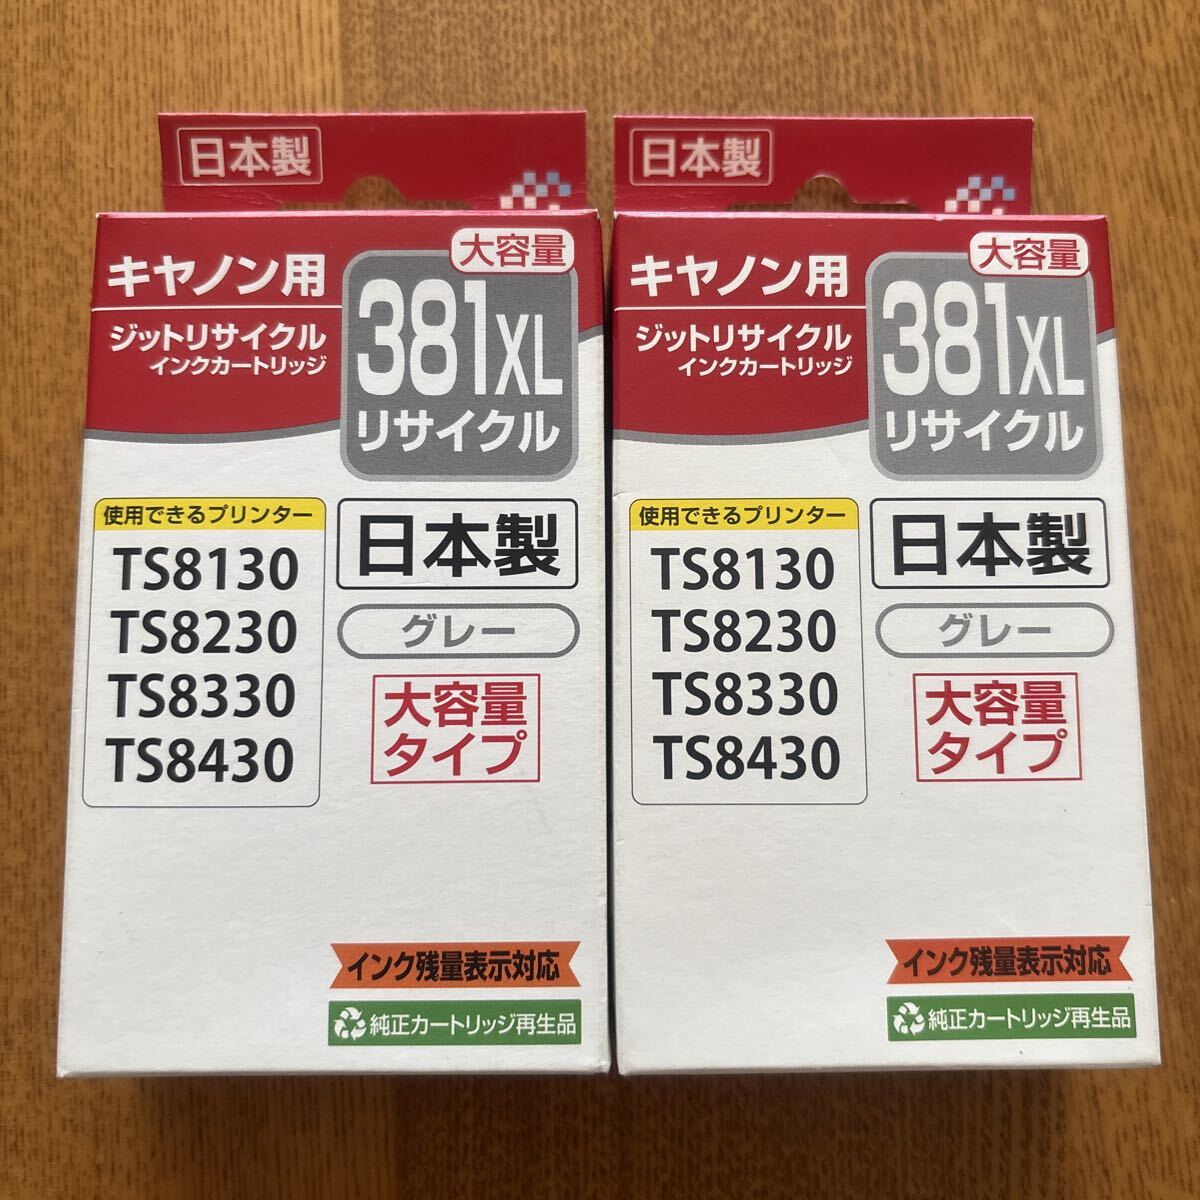 日本製
キヤノン用
ジットリサイクル
インクカートリッジ
大容量
381XL
リサイクル
使用できるプリンター
TS8130
TS8230
TS8330
TS8430
日本製
グレー
大容量
タイプ
インク残量表示対応
純正カートリッジ再生品
日本製
キヤノン用
ジットリサイクル
インクカートリッジ
大容量
381XL
リサイクル
使用できるプリンター
TS8130
TS8230
TS8330
TS8430
日本製
グレー
大容量
タイプ
インク残量表示対応
純正カートリッジ再生品